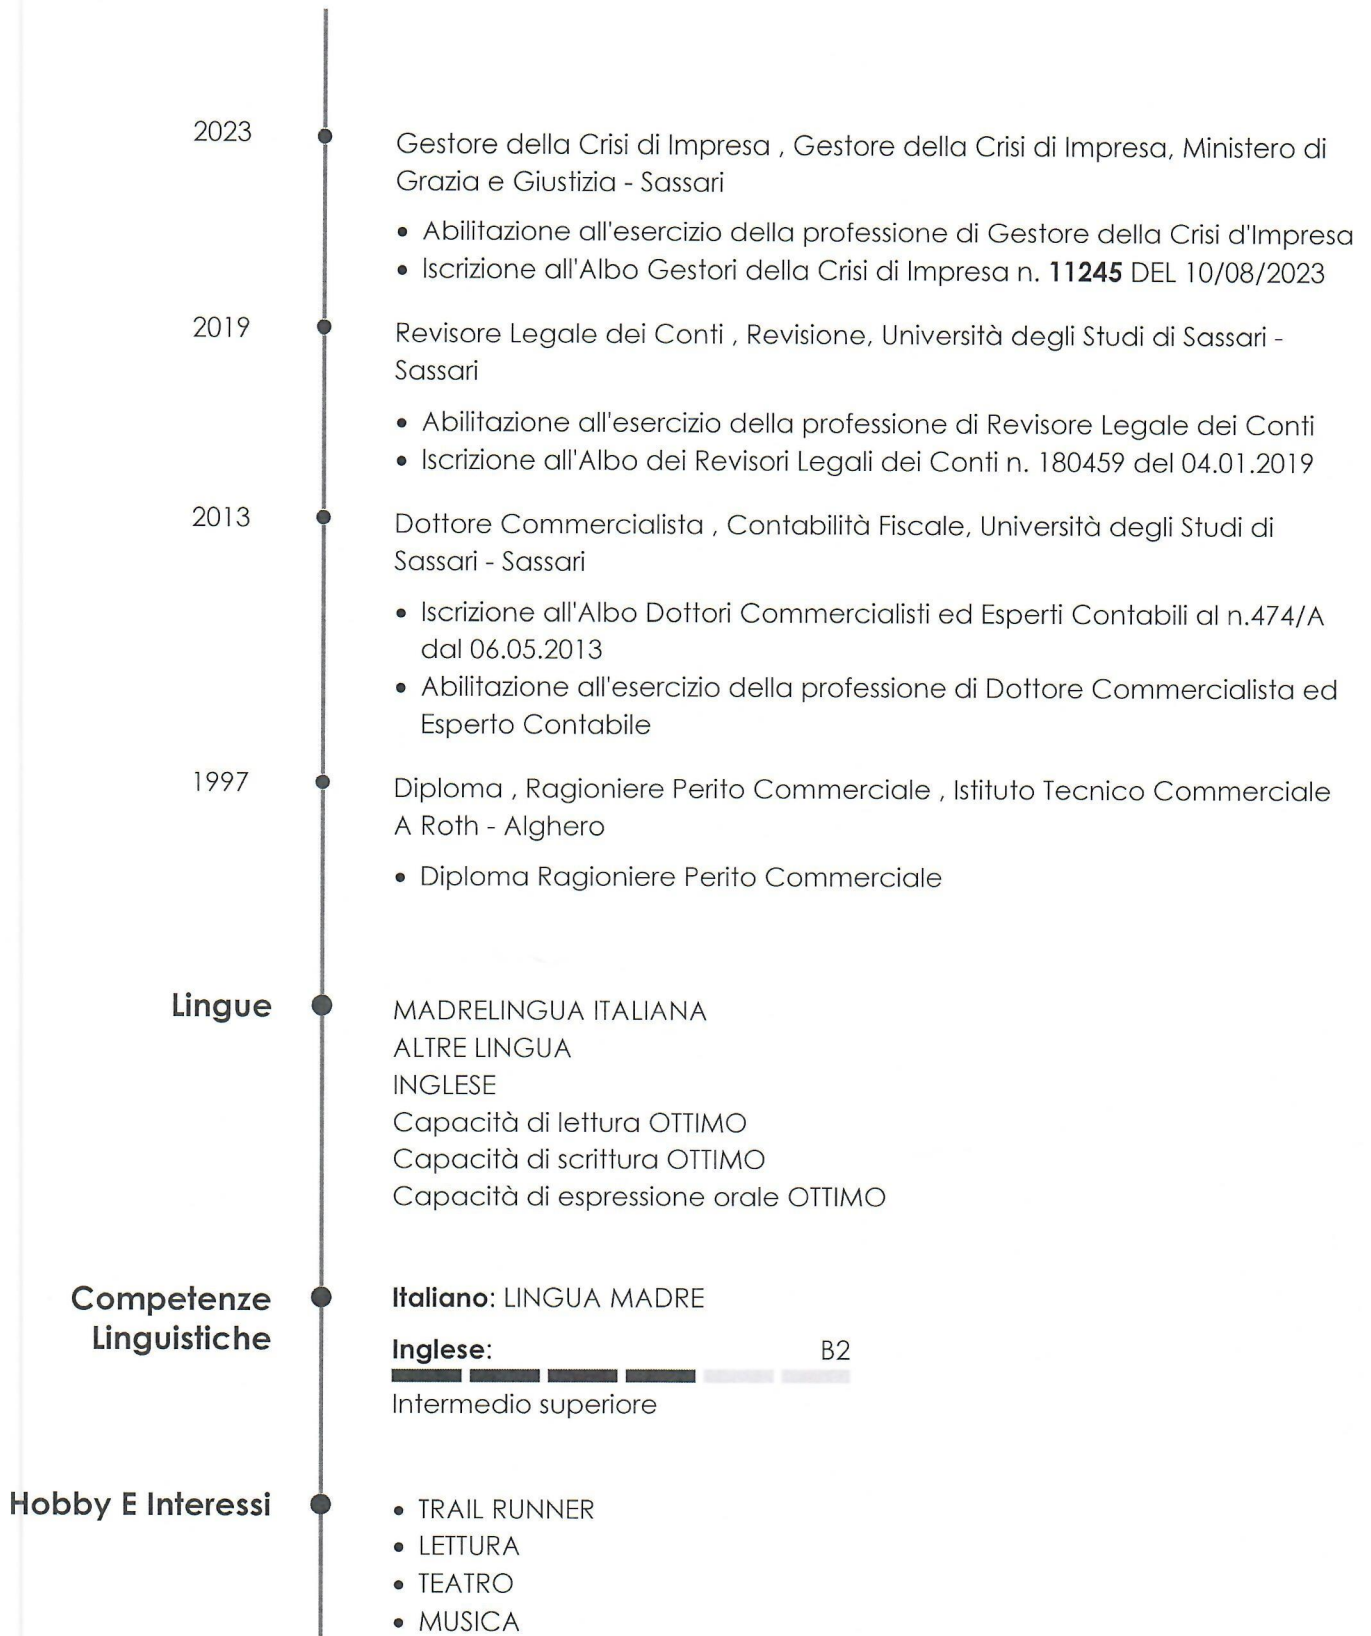 2023
Gestore della Crisi di Impresa , Gestore della Crisi di Impresa, Ministero di
Grazia e Giustizia - Sassari
• Abilitazione all'esercizio della professione di Gestore della Crisi d'Impresa
• Iscrizione all'Albo Gestori della Crisi di Impresa n. 11245 DEL 10/08/2023
2019
Revisore Legale dei Conti , Revisione, Università degli Studi di Sassari -
Sassari
• Abilitazione all'esercizio della professione di Revisore Legale dei Conti
• Iscrizione all'Albo dei Revisori Legali dei Conti n. 180459 del 04.01.2019
2013
Dottore Commercialista , Contabilità Fiscale, Università degli Studi di
Sassari - Sassari
• Iscrizione all'Albo Dottori Commercialisti ed Esperti Contabili al n.474/A
dal 06.05.2013
• Abilitazione all'esercizio della professione di Dottore Commercialista ed
Esperto Contabile
1997
Diploma , Ragioniere Perito Commerciale , Istituto Tecnico Commerciale
A Roth - Alghero
• Diploma Ragioniere Perito Commerciale
Lingue
MADRELINGUA ITALIANA
ALTRE LINGUA
INGLESE
Capacità di lettura OTTIMO
Capacità di scrittura OTTIMO
Capacità di espressione orale OTTIMO
Competenze
Linguistiche
Italiano: LINGUA MADRE
Inglese: B2
Intermedio superiore
Hobby E Interessi
• TRAIL RUNNER
• LETTURA
• TEATRO
• MUSICA